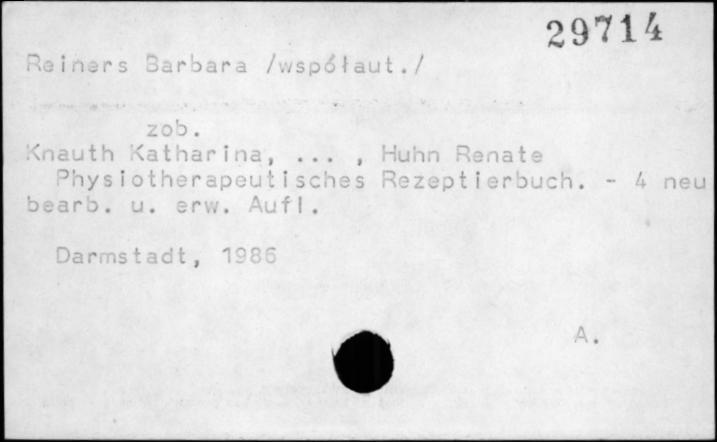 29714
Reiners Barbara /współaut./
zob.
Knauth Katharina, ... , Huhn Renate
Physiotherapeutisches Rezeptierbuch. - 4 neu
bearb. u. erw. Aufl.
Darmstadt, 1986
A.